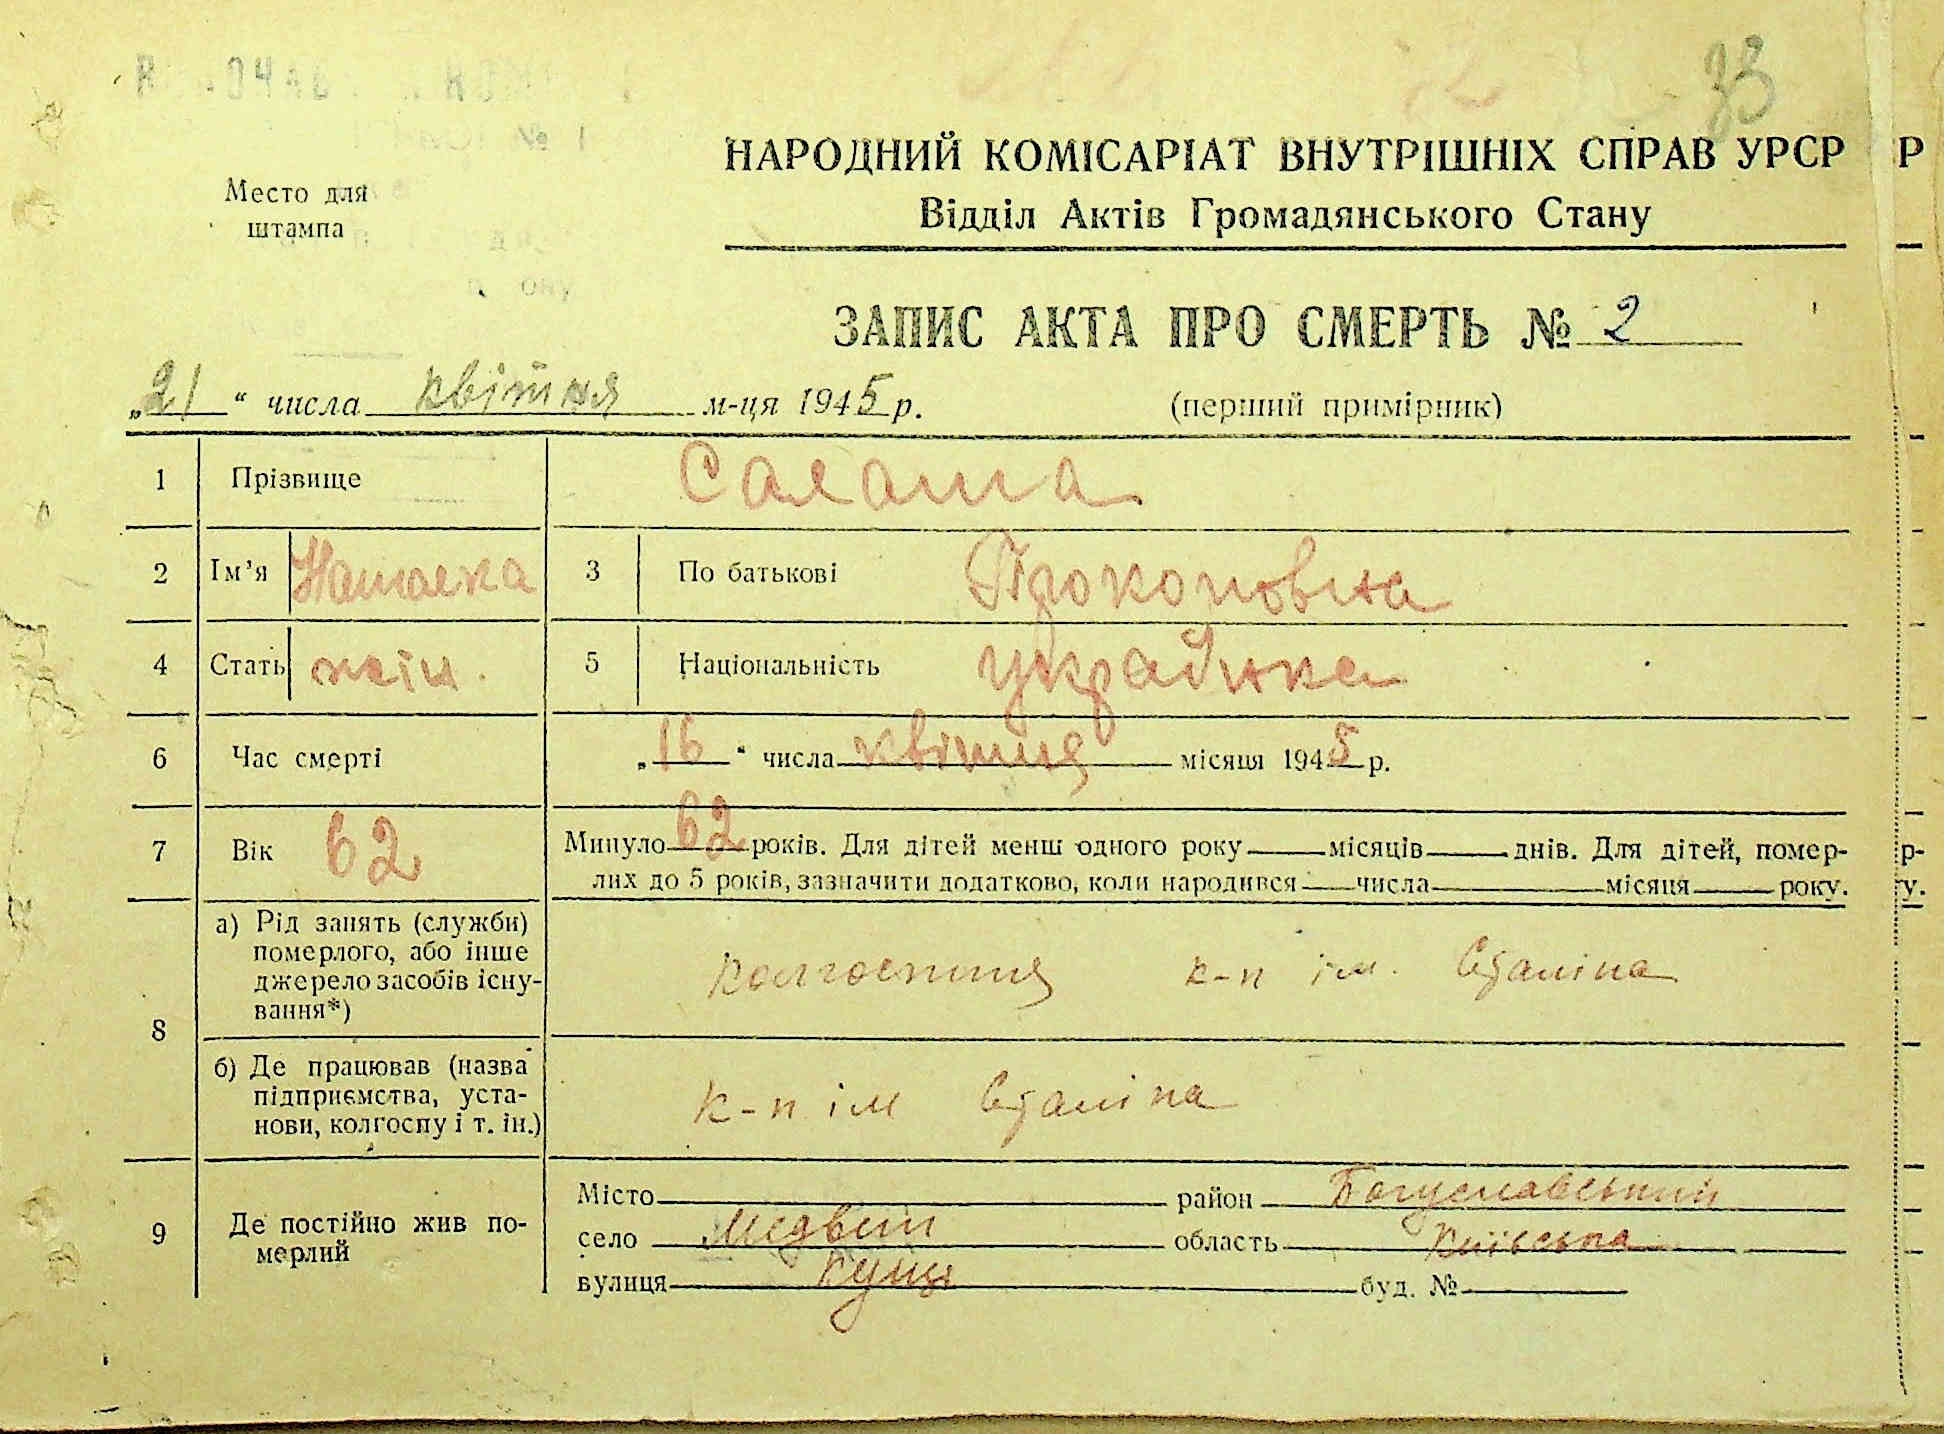 33
НАРОДНИЙ КОМІСАРІАТ ВНУТРІШНІХ СПРАВ УРСР Р
Место для
штампа
Відділ Актів Громадянського Стану
ЗАПИС АКТА ПРО СМЕРТЬ № 2
„21“ числа квітня м-ця 1945 р. (перший примірник)
1 Прізвище
2 Ім’я Наталка 3 По батькові Прокоповна
4 Стать жін. 5 Національність украінка
6 Час смерті „16“ числа квітня місяця 1945 р.
7 Вік 62 Минуло 62 років. Для дітей менш одного року місяців днів. Для дітей, помер- р-
лих до 5 років, зазначити додатково, коли народився числа місяця року. у.
8 а) Рід занять (служби)
померлого, або інше
джерело засобів існу-
вання*)
колгоспниця к-п ім. Сталіна
б) Де працював (назва
підприємства, уста-
нови, колгоспу і т. ін.)
к-п ім Сталіна
9 Де постійно жив по-
мерлий
Місто район Богуславський
село Медвин область Київська
вулиця буд. №